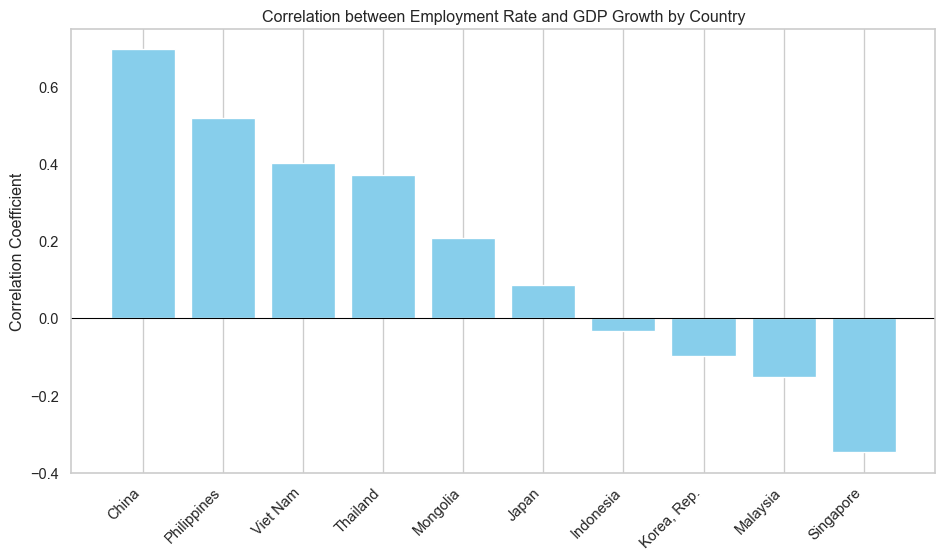 Correlation between Employment Rate and GDP Growth by Country
Correlation Coefficient
0.6
0.4
0.2
0.0
−0.2
−0.4
China
Philippines
Viet Nam
Thailand
Mongolia
Japan
Indonesia
Korea, Rep.
Malaysia
Singapore